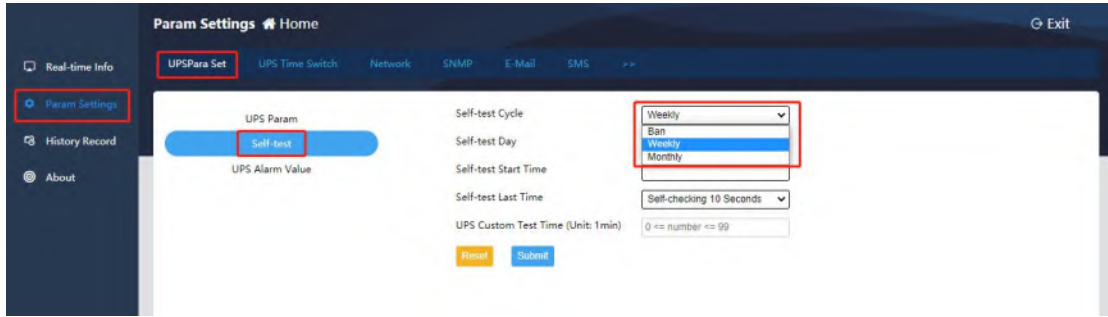 Param Settings Home
Exit
Real-time Info
Param Settings
History Record
About
UPSPara Set UPS Time Switch Network SNMP E-Mail SMS >>
UPS Param
Self-test
UPS Alarm Value
Self-test Cycle Weekly
Ban
Weekly
Monthly
Self-test Day
Self-test Start Time
Self-test Last Time Self-checking 10 Seconds
UPS Custom Test Time (Unit: 1min) 0 <= number <= 99
Reset Submit